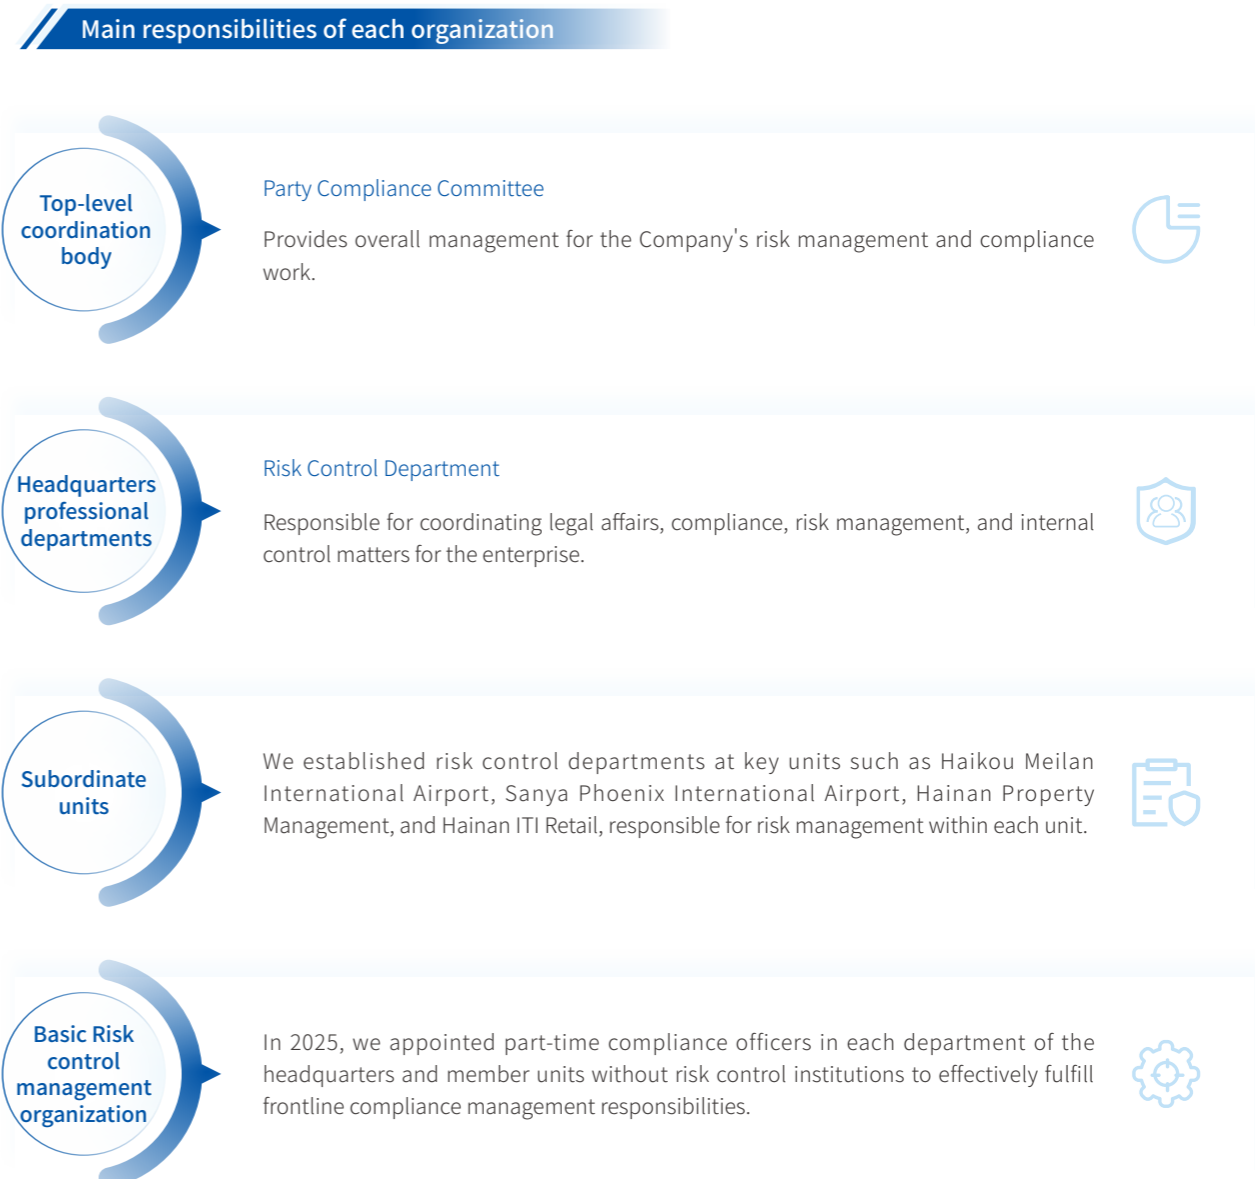 Main responsibilities of each organization
Top-level
coordination
body
Party Compliance Committee
Provides overall management for the Company's risk management and compliance
work.
Headquarters
professional
departments
Risk Control Department
Responsible for coordinating legal affairs, compliance, risk management, and internal
control matters for the enterprise.
Subordinate
units
We established risk control departments at key units such as Haikou Meilan
International Airport, Sanya Phoenix International Airport, Hainan Property
Management, and Hainan ITI Retail, responsible for risk management within each unit.
Basic Risk
control
management
organization
In 2025, we appointed part-time compliance officers in each department of the
headquarters and member units without risk control institutions to effectively fulfill
frontline compliance management responsibilities.